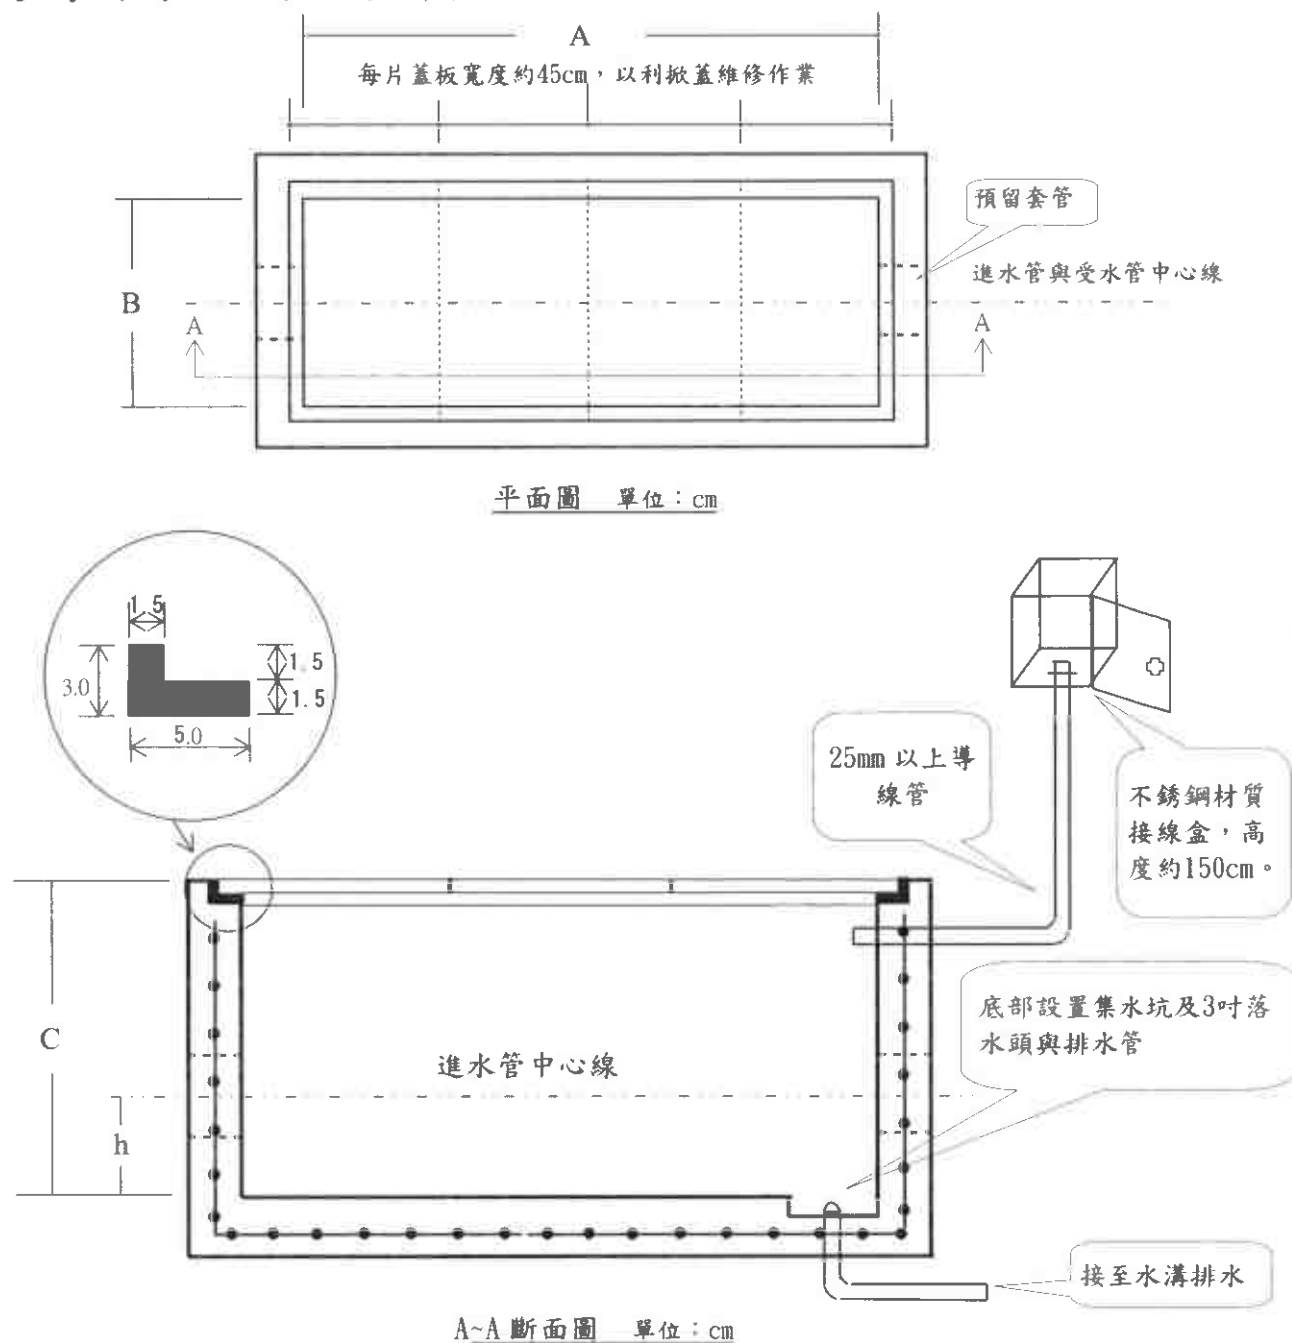 A
每片蓋板寬度約45cm，以利掀蓋維修作業
預留套管
進水管與受水管中心線
B
A
A
平面圖　單位：cm
1.5
3.0
1.5
1.5
5.0
25mm 以上導
線管
不銹鋼材質
接線盒，高
度約150cm。
C
進水管中心線
底部設置集水坑及3吋落
水頭與排水管
h
接至水溝排水
A~A 斷面圖　單位：cm